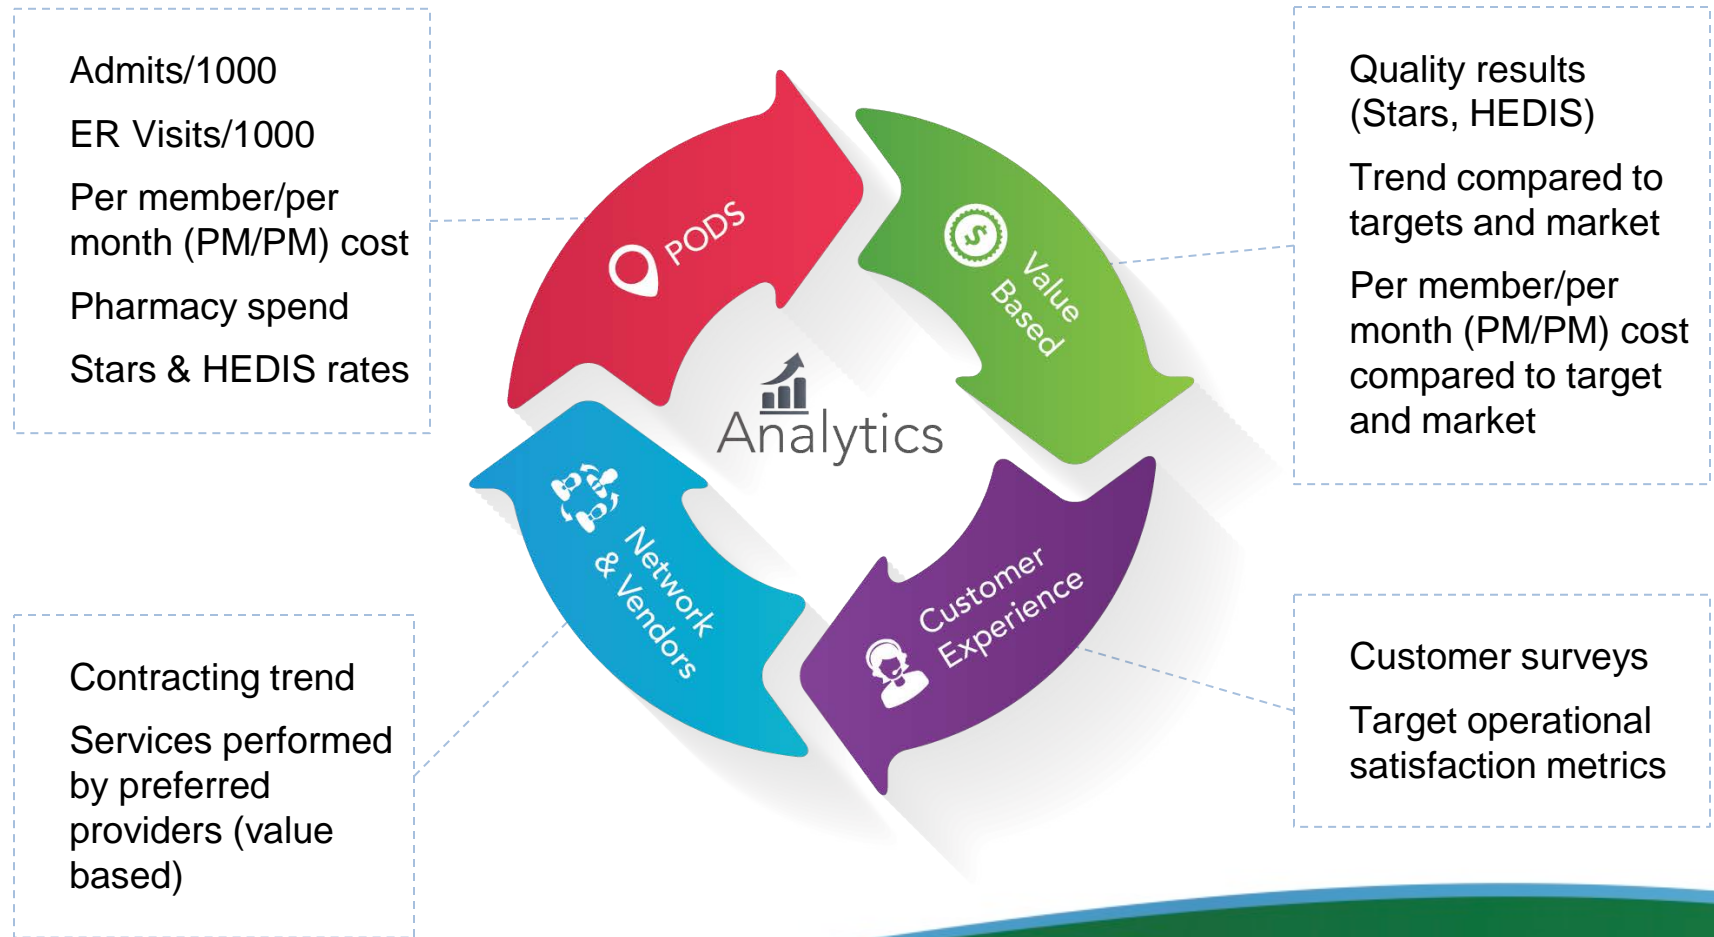 Admits/1000
ER Visits/1000
Per member/per
month (PM/PM) cost
Pharmacy spend
Stars & HEDIS rates
Quality results
(Stars, HEDIS)
Trend compared to
targets and market
Per member/per
month (PM/PM) cost
compared to target
and market
PODS
$
Value
Based
Analytics
Network
& Vendors
Customer
Experience
Contracting trend
Services performed
by preferred
providers (value
based)
Customer surveys
Target operational
satisfaction metrics